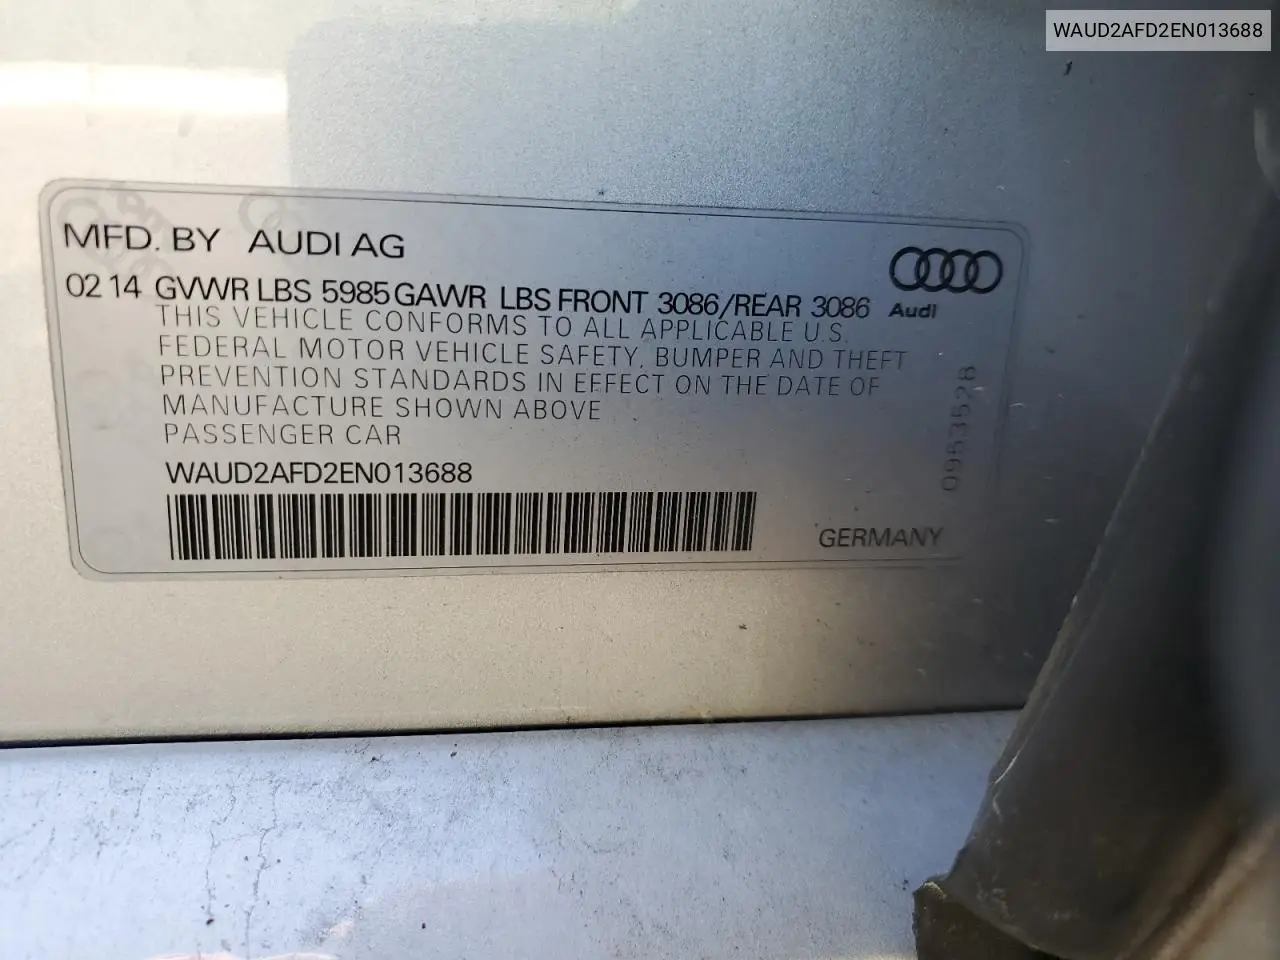 WAUD2AFD2EN013688
MFD. BY AUDI AG
02 14 GVWR LBS 5985 GAWR LBS FRONT 3086/REAR 3086
Audi
THIS VEHICLE CONFORMS TO ALL APPLICABLE U.S.
FEDERAL MOTOR VEHICLE SAFETY, BUMPER AND THEFT
PREVENTION STANDARDS IN EFFECT ON THE DATE OF
MANUFACTURE SHOWN ABOVE
PASSENGER CAR
0953528
WAUD2AFD2EN013688
GERMANY